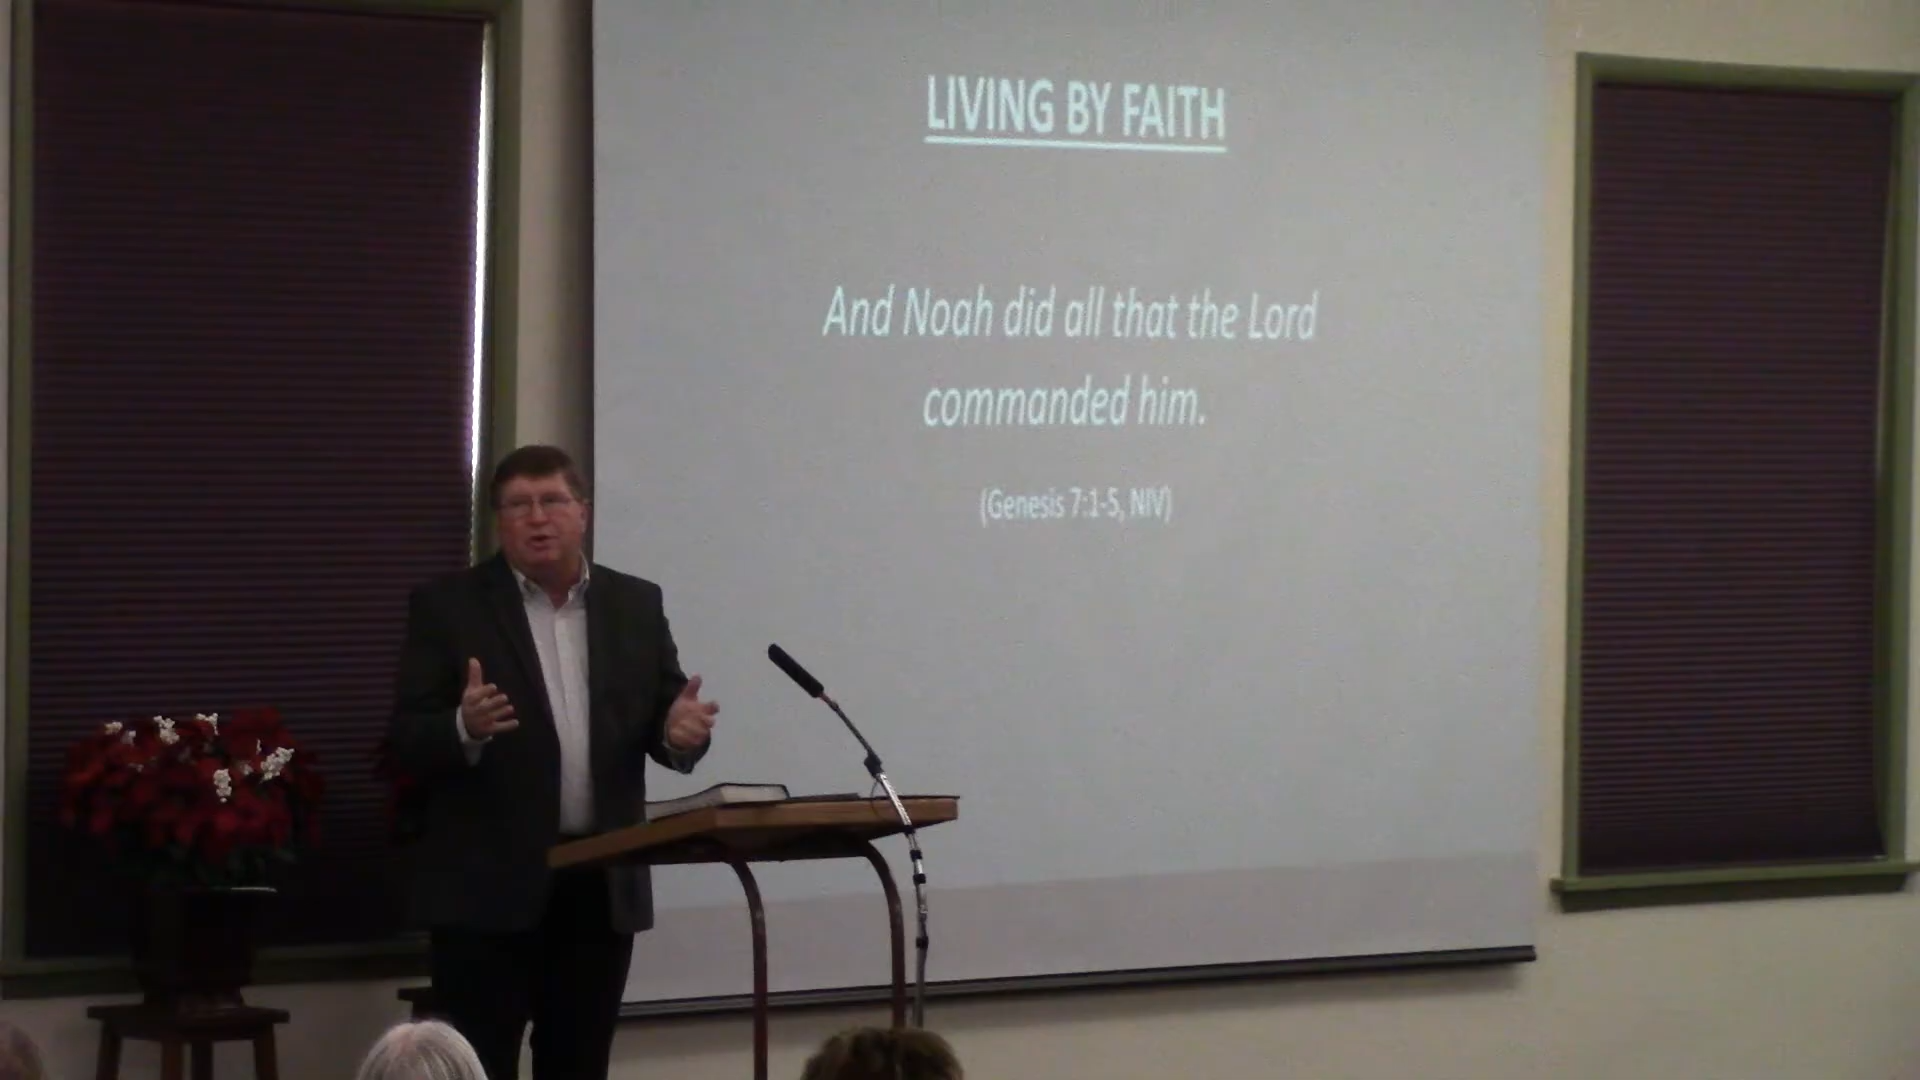 LIVING BY FAITH
And Noah did all that the Lord
commanded him.
(Genesis 7:1-5, NIV)